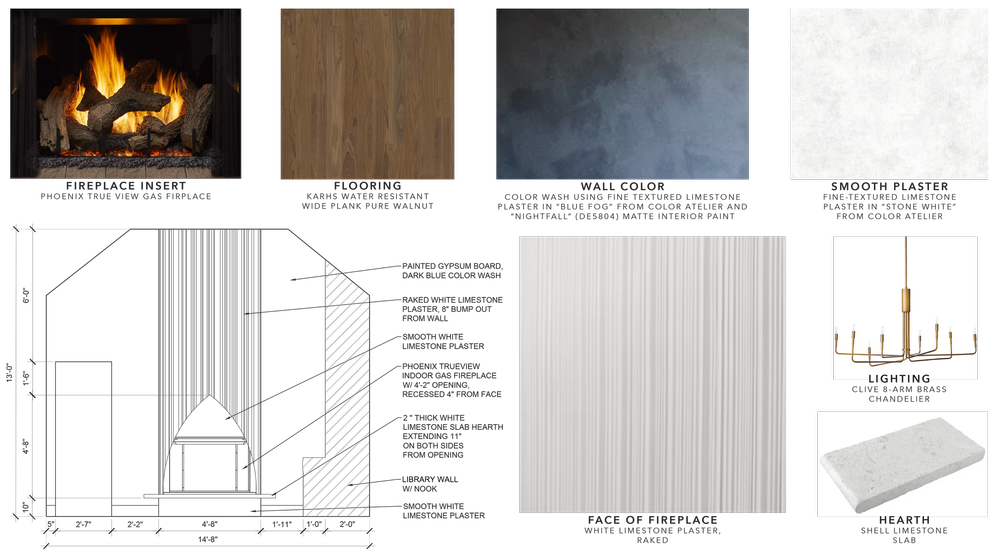 FIREPLACE INSERT
PHOENIX TRUE VIEW GAS FIRPLACE
FLOORING
KARHS WATER RESISTANT
WIDE PLANK PURE WALNUT
WALL COLOR
COLOR WASH USING FINE TEXTURED LIMESTONE
PLASTER IN "BLUE FOG" FROM COLOR ATELIER AND
"NIGHTFALL" (DE5804) MATTE INTERIOR PAINT
SMOOTH PLASTER
FINE-TEXTURED LIMESTONE
PLASTER IN "STONE WHITE"
FROM COLOR ATELIER
13'-0"
6'-0"
1'-6"
4'-8"
10"
5"
2'-7"
2'-2"
4'-8"
1'-11"
1'-0"
2'-0"
14'-8"
PAINTED GYPSUM BOARD,
DARK BLUE COLOR WASH
RAKED WHITE LIMESTONE
PLASTER, 8" BUMP OUT
FROM WALL
SMOOTH WHITE
LIMESTONE PLASTER
PHOENIX TRUEVIEW
INDOOR GAS FIREPLACE
W/ 4'-2" OPENING,
RECESSED 4" FROM FACE
2 " THICK WHITE
LIMESTONE SLAB HEARTH
EXTENDING 11"
ON BOTH SIDES
FROM OPENING
LIBRARY WALL
W/ NOOK
SMOOTH WHITE
LIMESTONE PLASTER
FACE OF FIREPLACE
WHITE LIMESTONE PLASTER,
RAKED
LIGHTING
CLIVE 8-ARM BRASS
CHANDELIER
HEARTH
SHELL LIMESTONE
SLAB